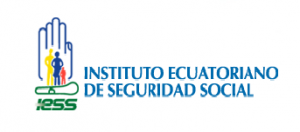 INSTITUTO ECUATORIANO
DE SEGURIDAD SOCIAL
IESS